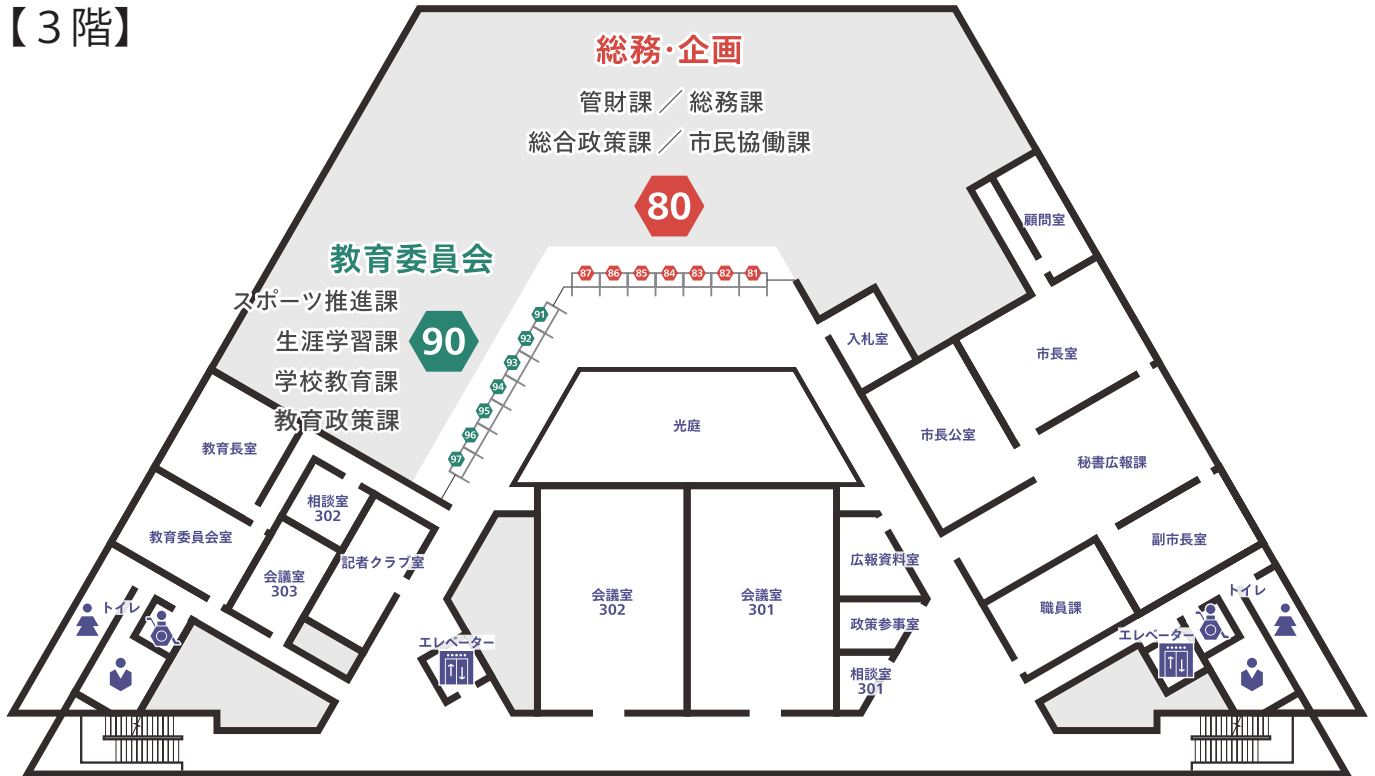 【３階】
総務・企画
管財課／総務課
総合政策課／市民協働課
80
教育委員会
スポーツ推進課
生涯学習課
学校教育課
教育政策課
90
87 86 85 84 83 82 81
91
92
93
94
95
96
97
顧問室
入札室
市長室
市長公室
秘書広報課
副市長室
職員課
光庭
教育長室
教育委員会室
相談室
302
会議室
303
記者クラブ室
会議室
302
会議室
301
広報資料室
政策参事室
相談室
301
トイレ
エレベーター
エレベーター
トイレ